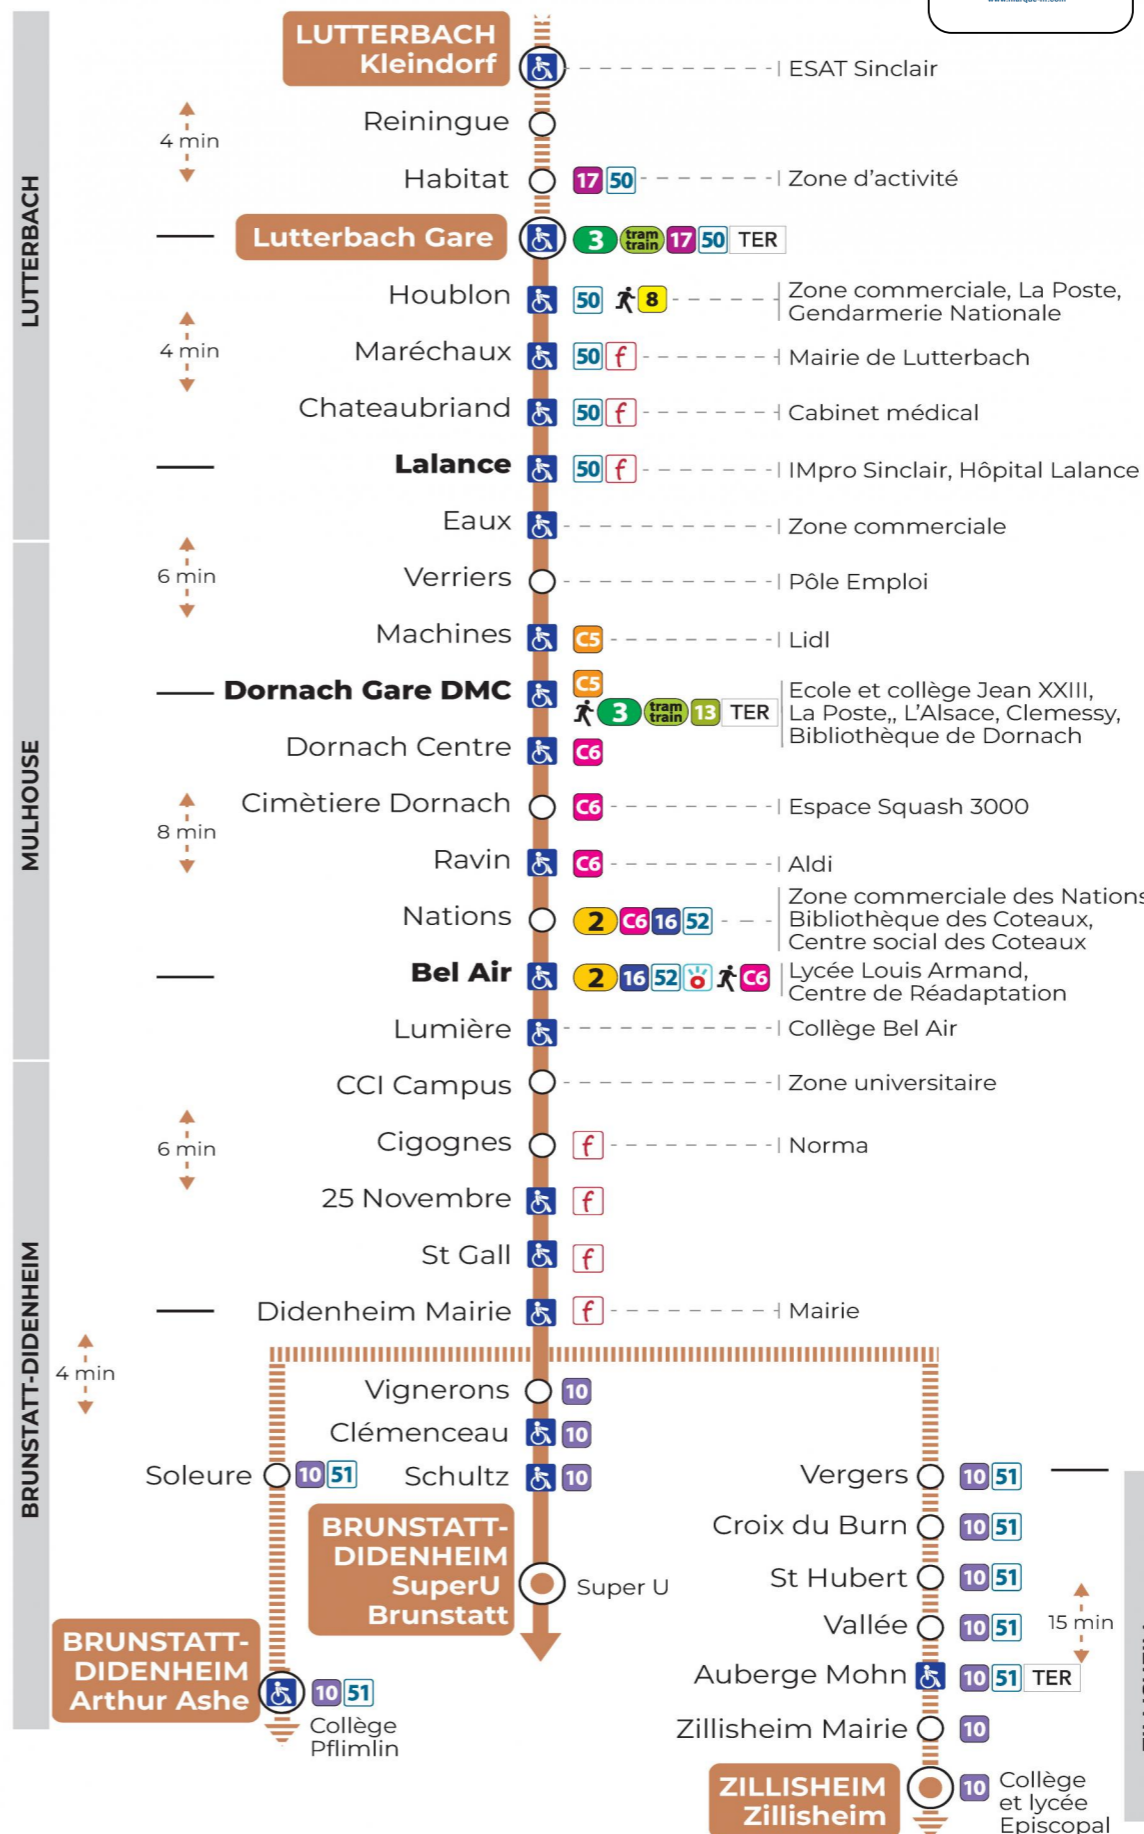 www.marque-nf.com
LUTTERBACH
Kleindorf
ESAT Sinclair
Reiningue
4 min
Habitat
17 50
Zone d'activité
LUTTERBACH
Lutterbach Gare
3 tram train 17 50 TER
Houblon
50 8
Zone commerciale, La Poste,
Gendarmerie Nationale
4 min
Maréchaux
50 f
Mairie de Lutterbach
Chateaubriand
50 f
Cabinet médical
Lalance
50 f
IMpro Sinclair, Hôpital Lalance
Eaux
Zone commerciale
6 min
Verriers
Pôle Emploi
Machines
C5
Lidl
Dornach Gare DMC
C5
3 tram train 13 TER
Ecole et collège Jean XXIII,
La Poste,, L'Alsace, Clemessy,
Bibliothèque de Dornach
MULHOUSE
Dornach Centre
C6
Cimètiere Dornach
C6
Espace Squash 3000
8 min
Ravin
C6
Aldi
Nations
2 C6 16 52
Zone commerciale des Nations
Bibliothèque des Coteaux,
Centre social des Coteaux
Bel Air
2 16 52 C6
Lycée Louis Armand,
Centre de Réadaptation
Lumière
Collège Bel Air
CCI Campus
Zone universitaire
6 min
Cigognes
f
Norma
25 Novembre
f
St Gall
f
Didenheim Mairie
f
Mairie
BRUNSTATT-DIDENHEIM
4 min
Vignerons
10
Clémenceau
10
Soleure
10 51
Schultz
10
BRUNSTATT-
DIDENHEIM
SuperU
Brunstatt
Super U
BRUNSTATT-
DIDENHEIM
Arthur Ashe
10 51
Collège
Pflimlin
Vergers
10 51
Croix du Burn
10 51
St Hubert
10 51
Vallée
10 51
15 min
Auberge Mohn
10 51 TER
Zillisheim Mairie
10
ZILLISHEIM
Zillisheim
10
Collège
et lycée
Episcopal